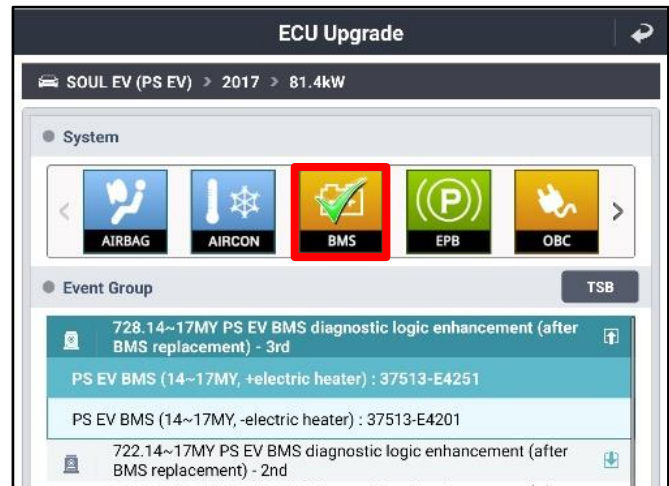 ECU Upgrade
SOUL EV (PS EV) > 2017 > 81.4kW
System
AIRBAG
AIRCON
BMS
(P)
EPB
OBC
Event Group
TSB
728.14~17MY PS EV BMS diagnostic logic enhancement (after
BMS replacement) - 3rd
PS EV BMS (14~17MY, +electric heater) : 37513-E4251
PS EV BMS (14~17MY, -electric heater) : 37513-E4201
722.14~17MY PS EV BMS diagnostic logic enhancement (after
BMS replacement) - 2nd